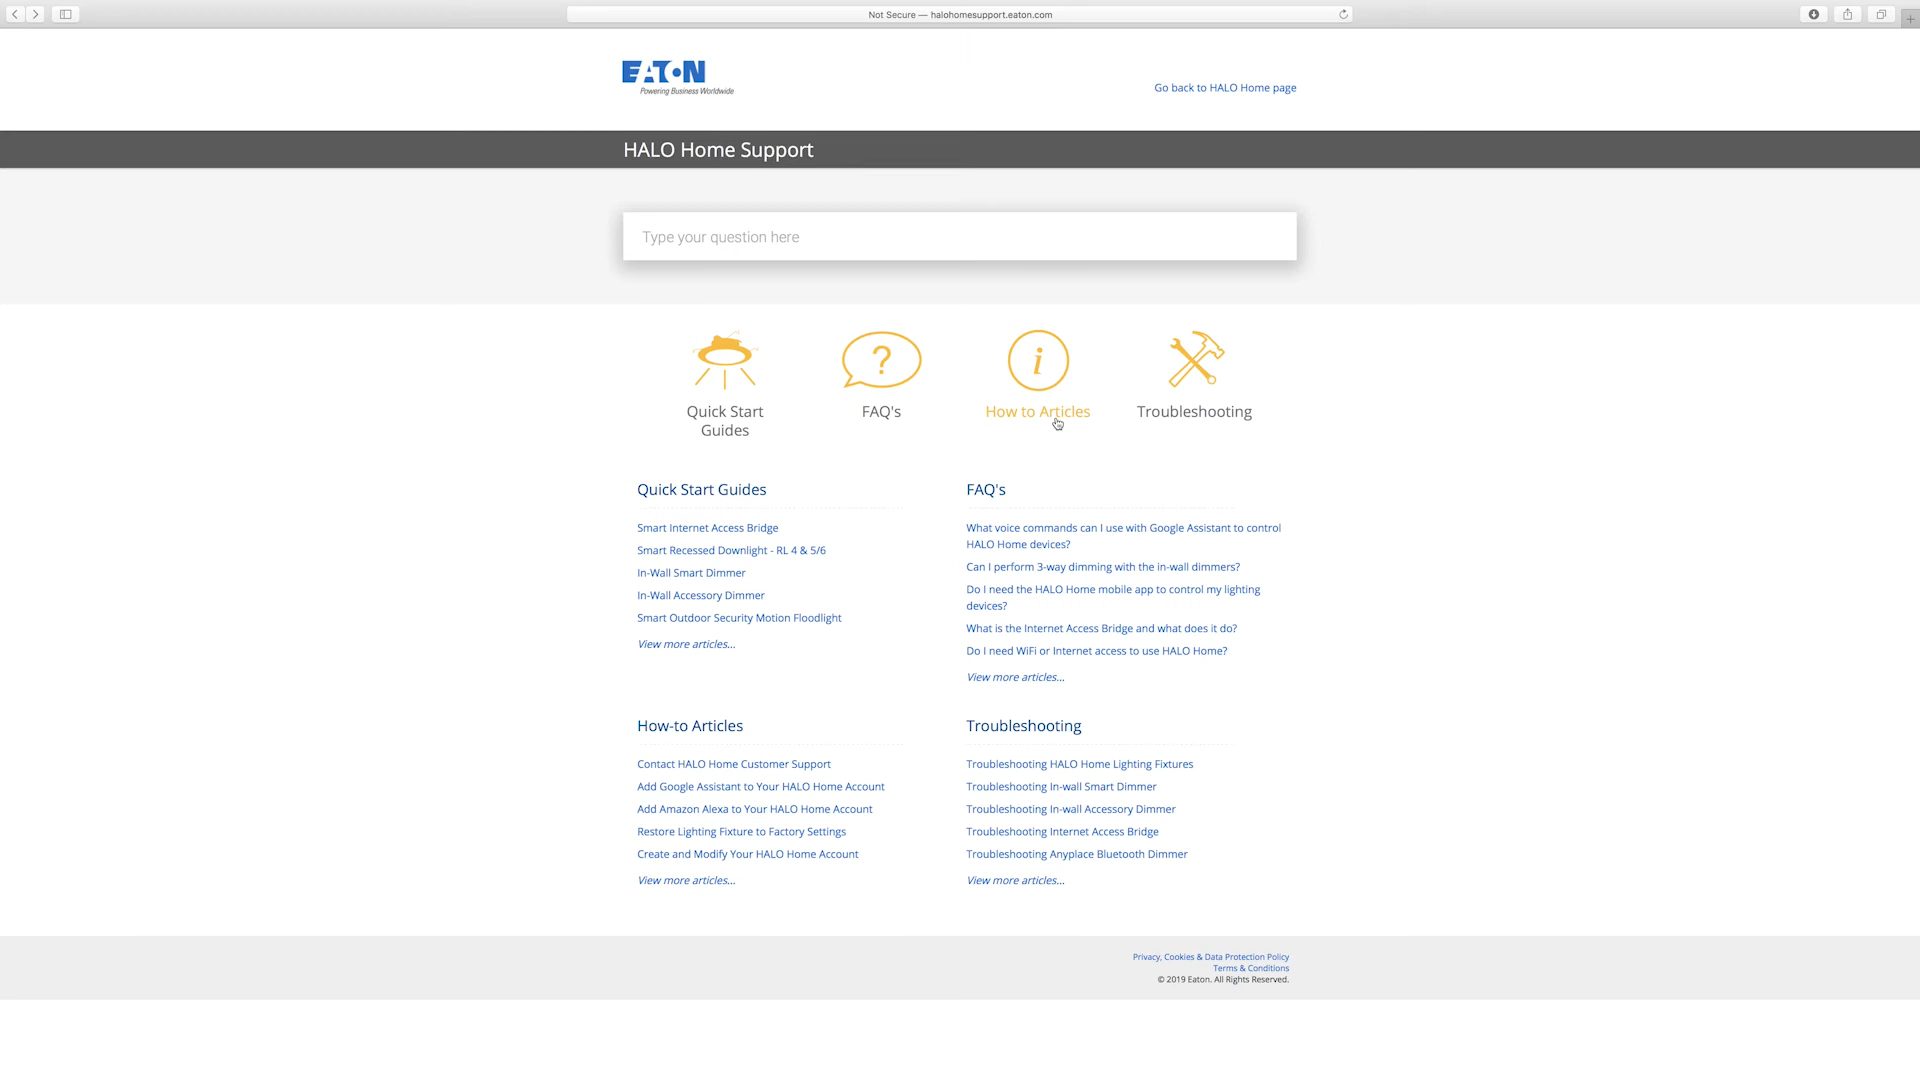 Not Secure — halohomesupport.eaton.com
EATON
Powering Business Worldwide
Go back to HALO Home page
HALO Home Support
Type your question here
?
i
Quick Start
Guides
FAQ's
How to Articles
Troubleshooting
Quick Start Guides
Smart Internet Access Bridge
Smart Recessed Downlight - RL 4 & 5/6
In-Wall Smart Dimmer
In-Wall Accessory Dimmer
Smart Outdoor Security Motion Floodlight
View more articles...
FAQ's
What voice commands can I use with Google Assistant to control
HALO Home devices?
Can I perform 3-way dimming with the in-wall dimmers?
Do I need the HALO Home mobile app to control my lighting
devices?
What is the Internet Access Bridge and what does it do?
Do I need WiFi or Internet access to use HALO Home?
View more articles...
How-to Articles
Contact HALO Home Customer Support
Add Google Assistant to Your HALO Home Account
Add Amazon Alexa to Your HALO Home Account
Restore Lighting Fixture to Factory Settings
Create and Modify Your HALO Home Account
View more articles...
Troubleshooting
Troubleshooting HALO Home Lighting Fixtures
Troubleshooting In-wall Smart Dimmer
Troubleshooting In-wall Accessory Dimmer
Troubleshooting Internet Access Bridge
Troubleshooting Anyplace Bluetooth Dimmer
View more articles...
Privacy, Cookies & Data Protection Policy
Terms & Conditions
© 2019 Eaton. All Rights Reserved.